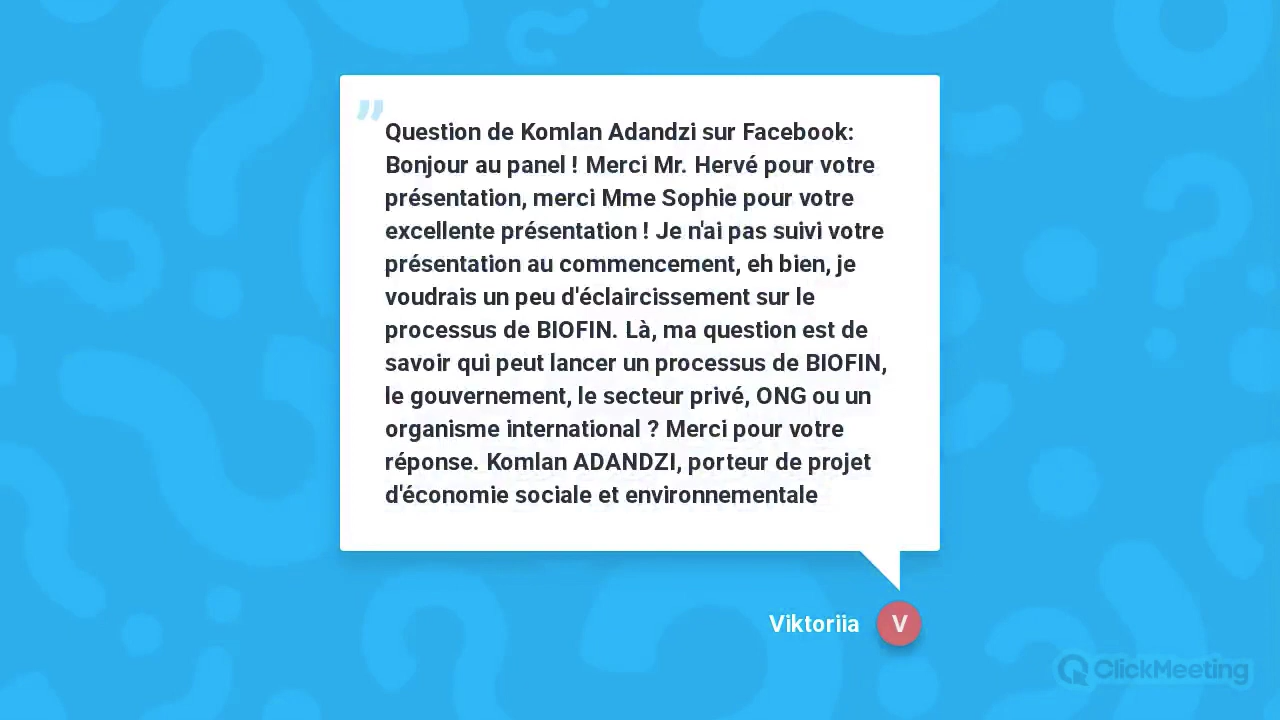 Question de Komlan Adandzi sur Facebook:
Bonjour au panel ! Merci Mr. Hervé pour votre
présentation, merci Mme Sophie pour votre
excellente présentation ! Je n'ai pas suivi votre
présentation au commencement, eh bien, je
voudrais un peu d'éclaircissement sur le
processus de BIOFIN. Là, ma question est de
savoir qui peut lancer un processus de BIOFIN,
le gouvernement, le secteur privé, ONG ou un
organisme international ? Merci pour votre
réponse. Komlan ADANDZI, porteur de projet
d'économie sociale et environnementale
Viktoriia V
ClickMeeting